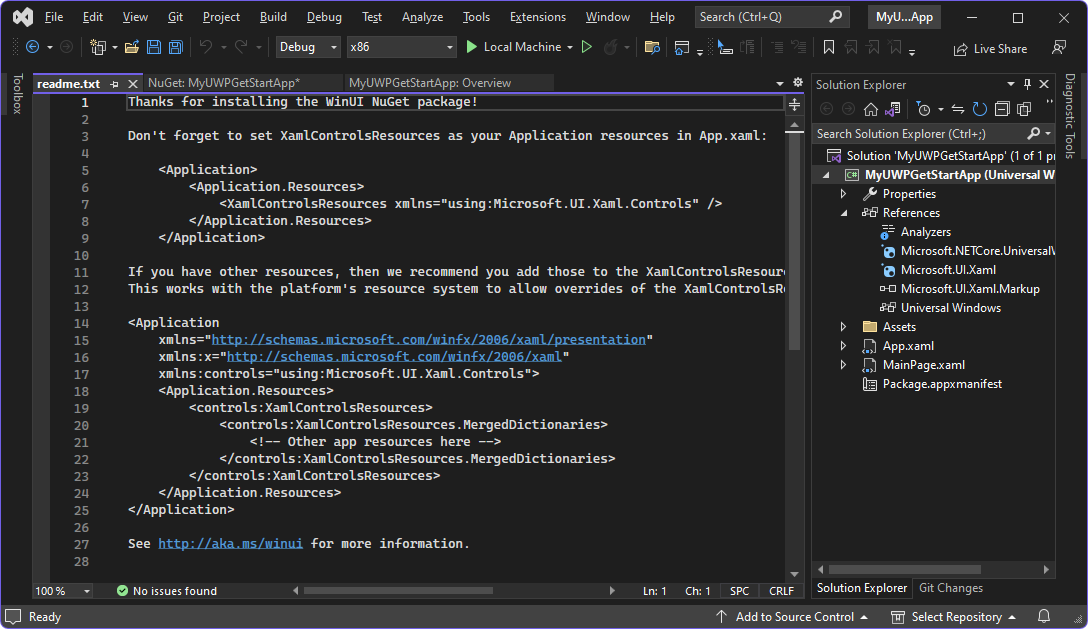 File Edit View Git Project Build Debug Test Analyze Tools Extensions Window Help Search (Ctrl+Q) MyU...App
Debug x86 Local Machine Live Share
Toolbox
readme.txt NuGet: MyUWPGetStartApp* MyUWPGetStartApp: Overview
1 Thanks for installing the WinUI NuGet package!
2
3 Don't forget to set XamlControlsResources as your Application resources in App.xaml:
4
5 <Application>
6 <Application.Resources>
7 <XamlControlsResources xmlns="using:Microsoft.UI.Xaml.Controls" />
8 </Application.Resources>
9 </Application>
10
11 If you have other resources, then we recommend you add those to the XamlControlsResour
12 This works with the platform's resource system to allow overrides of the XamlControlsR
13
14 <Application
15 xmlns="http://schemas.microsoft.com/winfx/2006/xaml/presentation"
16 xmlns:x="http://schemas.microsoft.com/winfx/2006/xaml"
17 xmlns:controls="using:Microsoft.UI.Xaml.Controls">
18 <Application.Resources>
19 <controls:XamlControlsResources>
20 <controls:XamlControlsResources.MergedDictionaries>
21 <!-- Other app resources here -->
22 </controls:XamlControlsResources.MergedDictionaries>
23 </controls:XamlControlsResources>
24 </Application.Resources>
25 </Application>
26
27 See http://aka.ms/winui for more information.
28
100 % No issues found Ln: 1 Ch: 1 SPC CRLF
Solution Explorer
Search Solution Explorer (Ctrl+;)
Solution 'MyUWPGetStartApp' (1 of 1 pr
C# MyUWPGetStartApp (Universal W
Properties
References
Analyzers
Microsoft.NETCore.UniversalW
Microsoft.UI.Xaml
Microsoft.UI.Xaml.Markup
Universal Windows
Assets
App.xaml
MainPage.xaml
Package.appxmanifest
Solution Explorer Git Changes
Diagnostic Tools
Ready Add to Source Control Select Repository